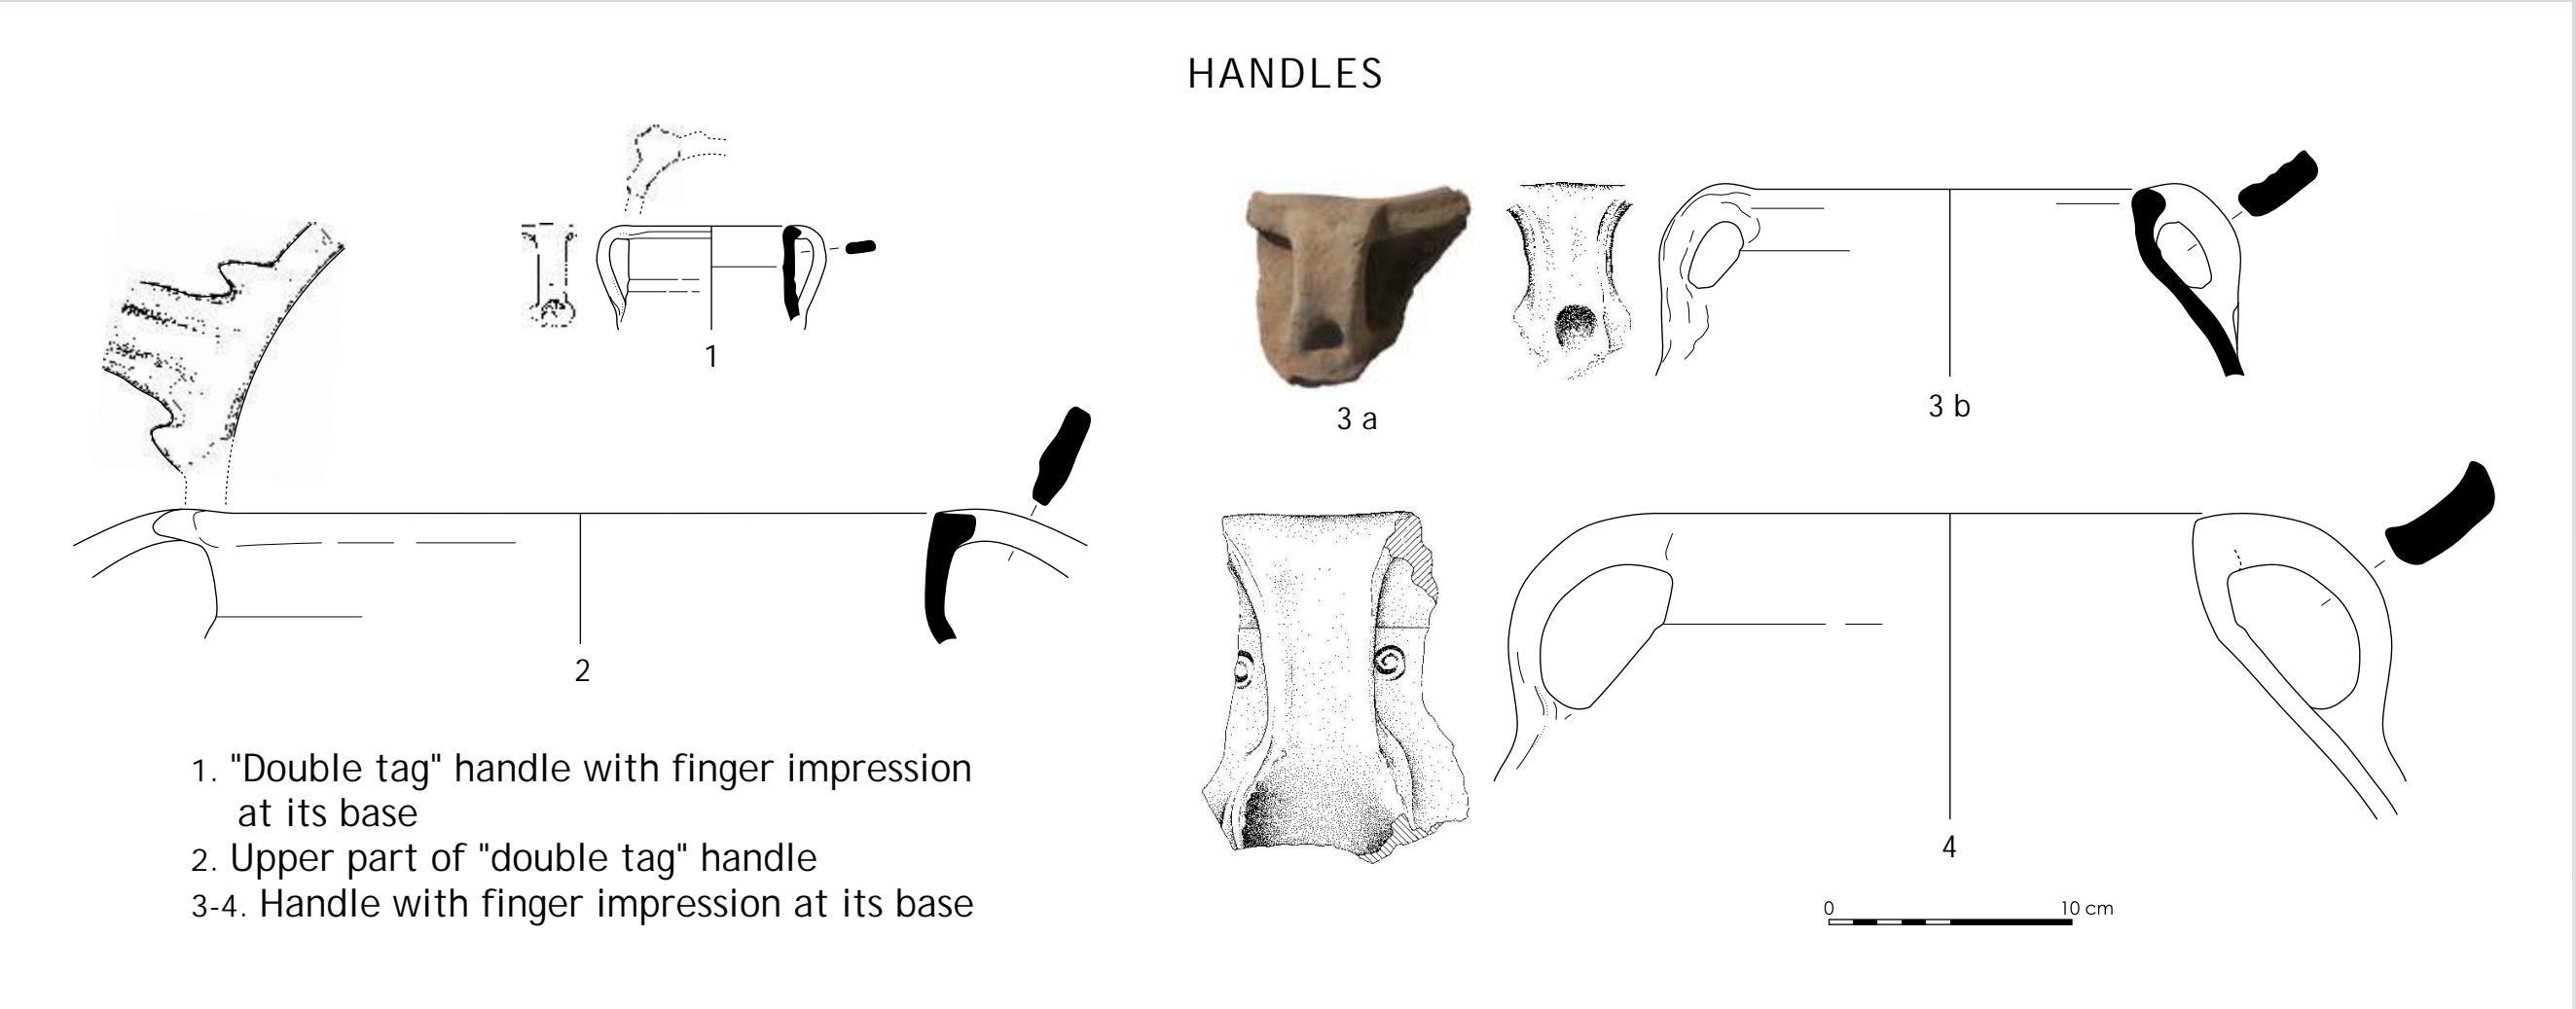 HANDLES
1
2
3 a
3 b
4
1. "Double tag" handle with finger impression
at its base
2. Upper part of "double tag" handle
3-4. Handle with finger impression at its base
0 10 cm